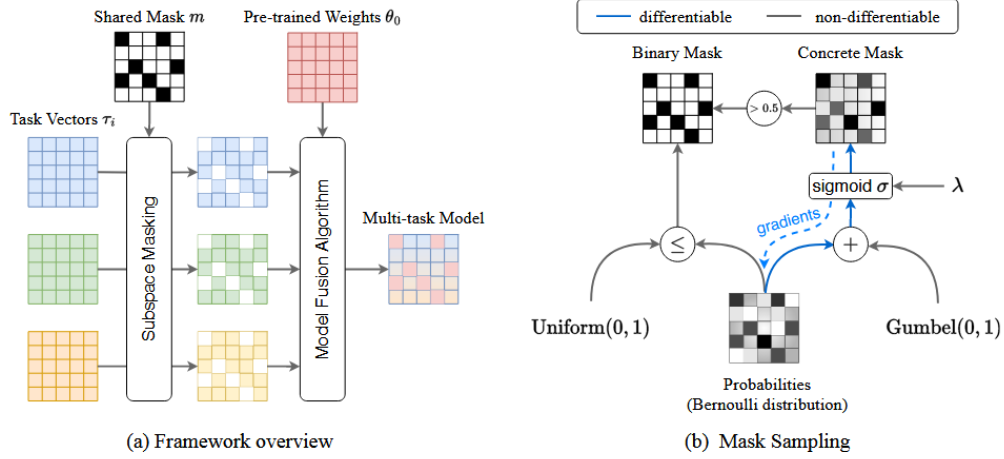 Shared Mask m
Pre-trained Weights θ₀
Task Vectors τᵢ
Subspace Masking
Model Fusion Algorithm
Multi-task Model
(a) Framework overview
differentiable
non-differentiable
Binary Mask
Concrete Mask
> 0.5
sigmoid σ
λ
gradients
≤
+
Uniform(0, 1)
Gumbel(0, 1)
Probabilities
(Bernoulli distribution)
(b) Mask Sampling